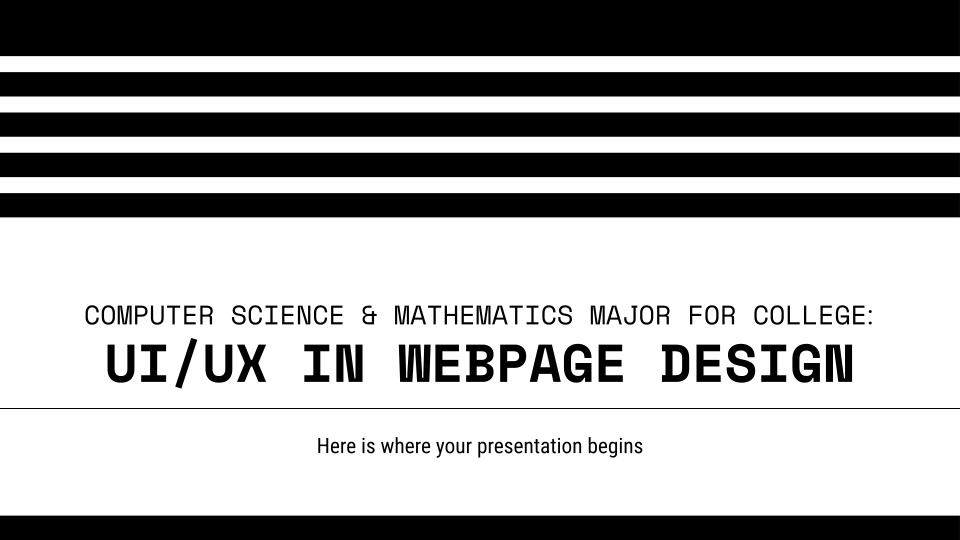 COMPUTER SCIENCE & MATHEMATICS MAJOR FOR COLLEGE:
UI/UX IN WEBPAGE DESIGN
Here is where your presentation begins